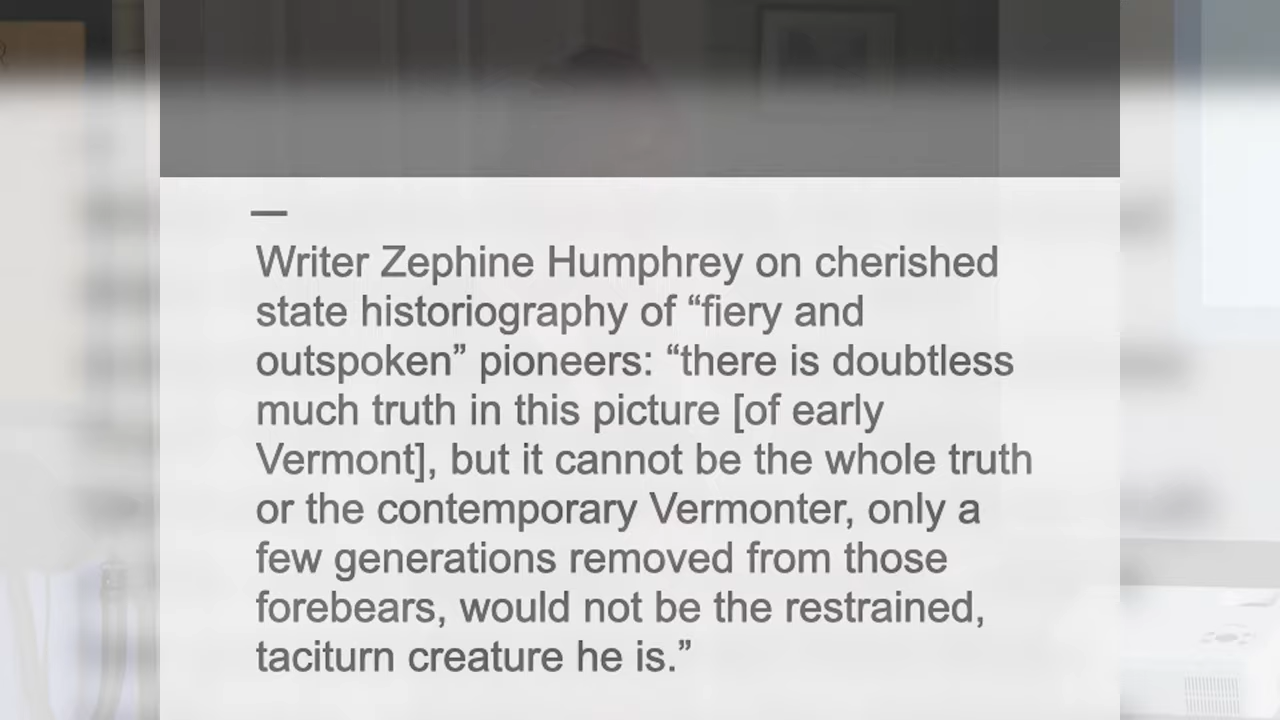 Writer Zephine Humphrey on cherished
state historiography of “fiery and
outspoken” pioneers: “there is doubtless
much truth in this picture [of early
Vermont], but it cannot be the whole truth
or the contemporary Vermonter, only a
few generations removed from those
forebears, would not be the restrained,
taciturn creature he is.”